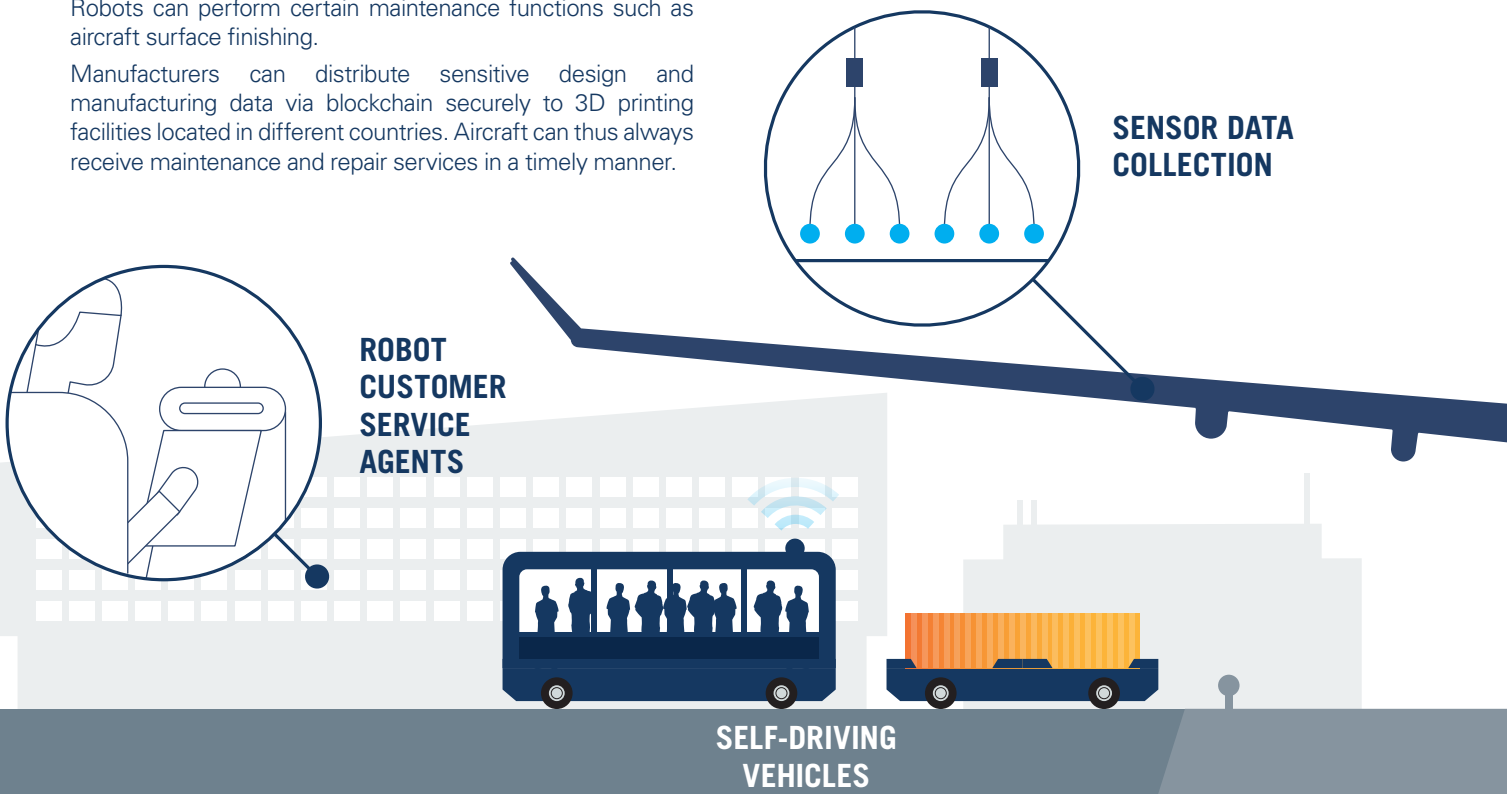 Robots can perform certain maintenance functions such as
aircraft surface finishing.
Manufacturers can distribute sensitive design and
manufacturing data via blockchain securely to 3D printing
facilities located in different countries. Aircraft can thus always
receive maintenance and repair services in a timely manner.
SENSOR DATA
COLLECTION
ROBOT
CUSTOMER
SERVICE
AGENTS
SELF-DRIVING
VEHICLES